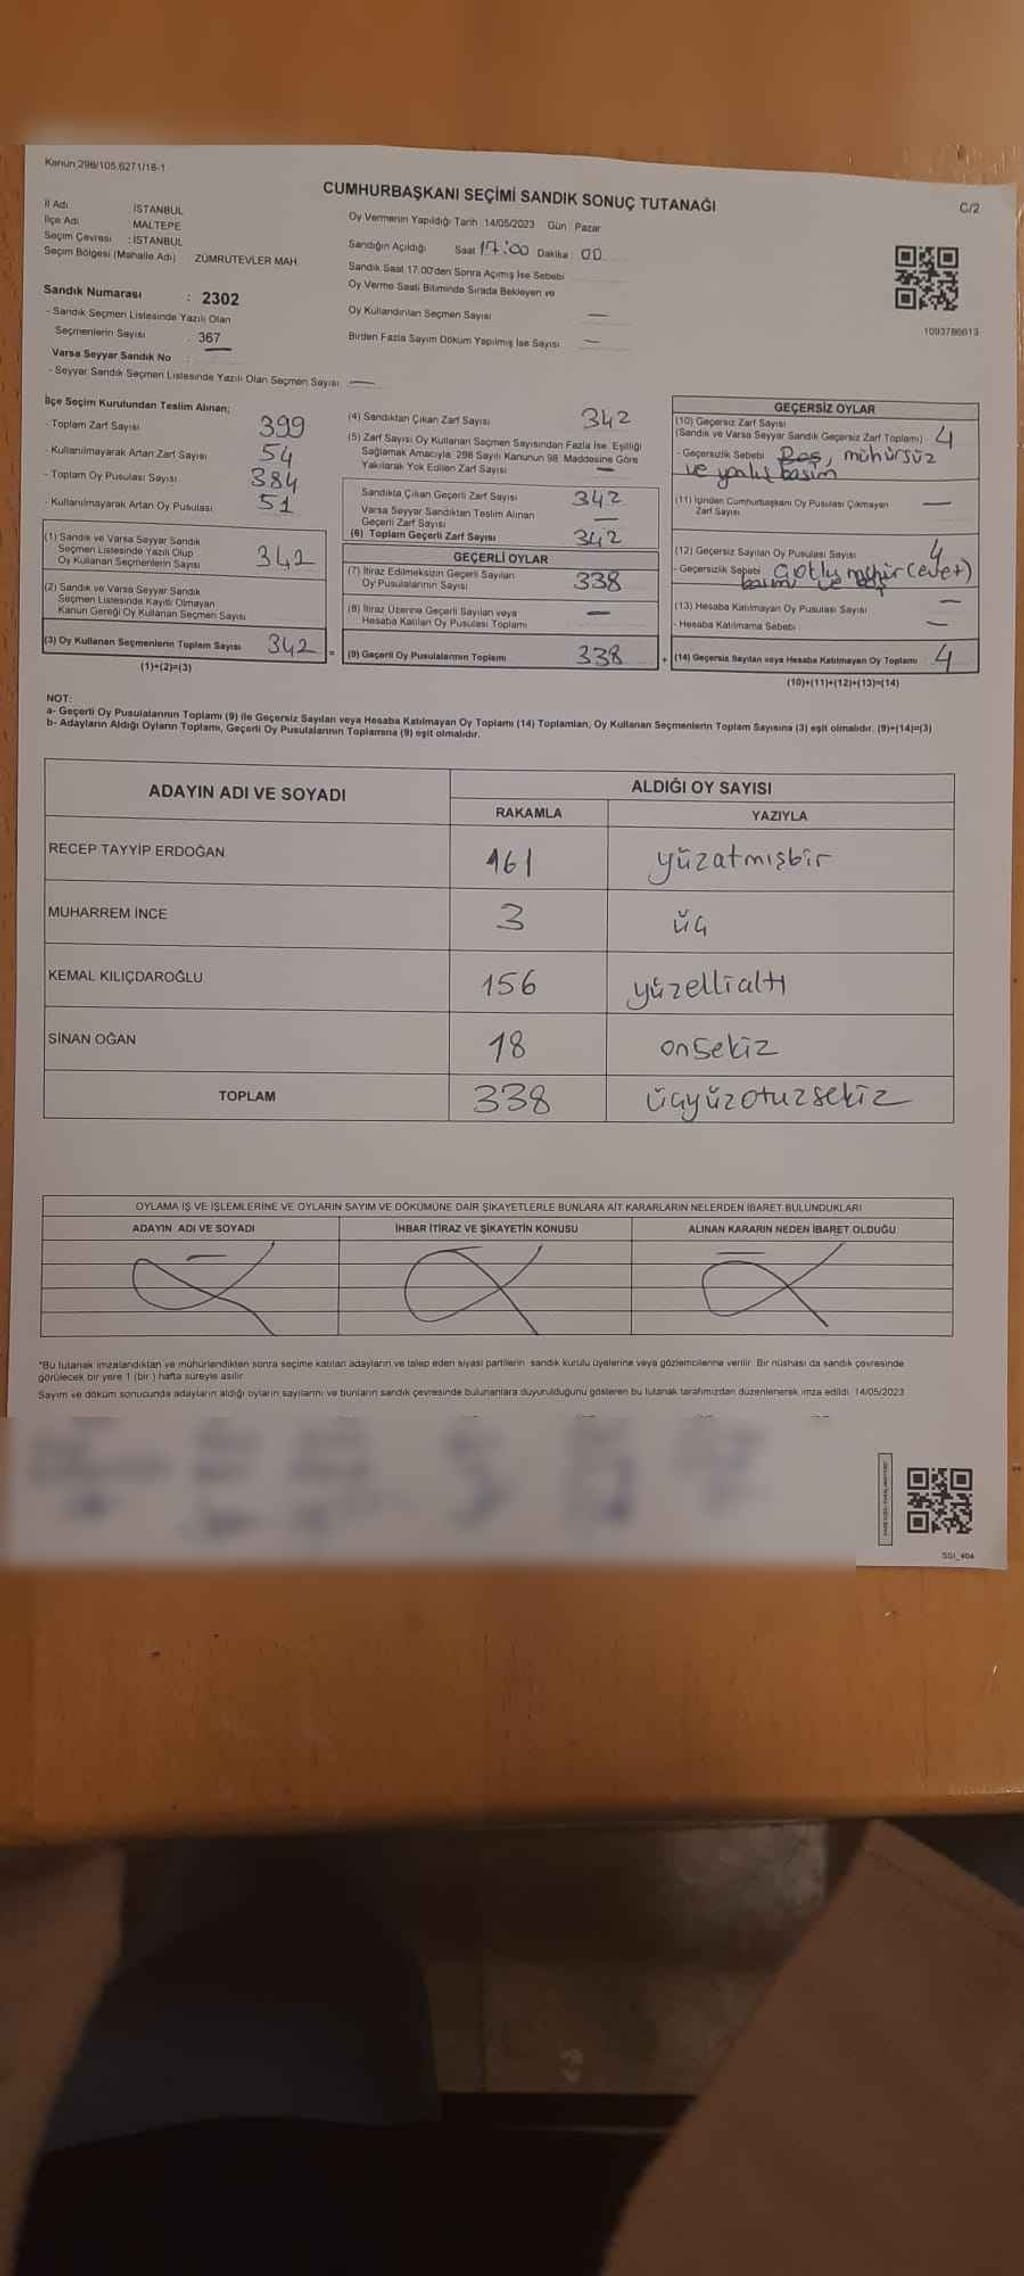 Kanun 298/105,6271/16-1
CUMHURBAŞKANI SEÇİMİ SANDIK SONUÇ TUTANAĞI
C/2
İl Adı İSTANBUL
İlçe Adı MALTEPE
Seçim Çevresi : İSTANBUL
Seçim Bölgesi (Mahalle Adı) ZÜMRÜTEVLER MAH.
Sandık Numarası : 2302
- Sandık Seçmen Listesinde Yazılı Olan
Seçmenlerin Sayısı 367
Varsa Seyyar Sandık No :
- Seyyar Sandık Seçmen Listesinde Yazılı Olan Seçmen Sayısı —
Oy Vermenin Yapıldığı Tarih 14/05/2023 Gün Pazar
Sandığın Açıldığı Saat 17:00 Dakika 00
Sandık Saat 17.00'den Sonra Açımış İse Sebebi
Oy Verme Saati Bitiminde Sırada Bekleyen ve
Oy Kullandırılan Seçmen Sayısı —
Birden Fazla Sayım Döküm Yapılmış İse Sayısı —
1093786613
İlçe Seçim Kurulundan Teslim Alınan;
- Toplam Zarf Sayısı 399
- Kullanılmayarak Artan Zarf Sayısı 54
- Toplam Oy Pusulası Sayısı 384
- Kullanılmayarak Artan Oy Pusulası 51
(1) Sandık ve Varsa Seyyar Sandık
Seçmen Listesinde Yazılı Olup
Oy Kullanan Seçmenlerin Sayısı 342
(2) Sandık ve Varsa Seyyar Sandık
Seçmen Listesinde Kayıtlı Olmayan
Kanun Gereği Oy Kullanan Seçmen Sayısı
(3) Oy Kullanan Seçmenlerin Toplam Sayısı 342 =
(1)+(2)=(3)
(4) Sandıktan Çıkan Zarf Sayısı 342
(5) Zarf Sayısı Oy Kullanan Seçmen Sayısından Fazla İse, Eşitliği
Sağlamak Amacıyla, 298 Sayılı Kanunun 98. Maddesine Göre
Yakılarak Yok Edilen Zarf Sayısı —
Sandıkta Çıkan Geçerli Zarf Sayısı 342
Varsa Seyyar Sandıktan Teslim Alınan
Geçerli Zarf Sayısı —
(6) Toplam Geçerli Zarf Sayısı 342
GEÇERLİ OYLAR
(7) İtiraz Edilmeksizin Geçerli Sayılan
Oy Pusulalarının Sayısı 338
(8) İtiraz Üzerine Geçerli Sayılan veya
Hesaba Katılan Oy Pusulası Toplamı —
(9) Geçerli Oy Pusulalarının Toplamı 338 +
GEÇERSİZ OYLAR
(10) Geçersiz Zarf Sayısı
(Sandık ve Varsa Seyyar Sandık Geçersiz Zarf Toplamı) 4
- Geçersizlik Sebebi Boş, mühürsüz
ve yanlış basım
(11) İçinden Cumhurbaşkanı Oy Pusulası Çıkmayan
Zarf Sayısı —
(12) Geçersiz Sayılan Oy Pusulası Sayısı 4
- Geçersizlik Sebebi mühür (evet)
(13) Hesaba Katılmayan Oy Pusulası Sayısı —
- Hesaba Katılmama Sebebi —
(14) Geçersiz Sayılan veya Hesaba Katılmayan Oy Toplamı 4
(10)+(11)+(12)+(13)=(14)
NOT:
a- Geçerli Oy Pusulalarının Toplamı (9) ile Geçersiz Sayılan veya Hesaba Katılmayan Oy Toplamı (14) Toplamları, Oy Kullanan Seçmenlerin Toplam Sayısına (3) eşit olmalıdır. (9)+(14)=(3)
b- Adayların Aldığı Oyların Toplamı, Geçerli Oy Pusulalarının Toplamına (9) eşit olmalıdır.
ADAYIN ADI VE SOYADI ALDIĞI OY SAYISI
RAKAMLA YAZIYLA
RECEP TAYYİP ERDOĞAN 161 yüzatmışbir
MUHARREM İNCE 3 üç
KEMAL KILIÇDAROĞLU 156 yüzellialtı
SİNAN OĞAN 18 onsekiz
TOPLAM 338 üçyüzotuzsekiz
OYLAMA İŞ VE İŞLEMLERİNE VE OYLARIN SAYIM VE DÖKÜMÜNE DAİR ŞİKAYETLERLE BUNLARA AİT KARARLARIN NELERDEN İBARET BULUNDUKLARI
ADAYIN ADI VE SOYADI İHBAR İTİRAZ VE ŞİKAYETİN KONUSU ALINAN KARARIN NEDEN İBARET OLDUĞU
*Bu tutanak imzalandıktan ve mühürlendikten sonra seçime katılan adayların ve talep eden siyasi partilerin sandık kurulu üyelerine veya gözlemcilerine verilir. Bir nüshası da sandık çevresinde
görülecek bir yere 1 (bir) hafta süreyle asılır.
Sayım ve döküm sonucunda adayların aldığı oyların sayılarını ve bunların sandık çevresinde bulunanlara duyurulduğunu gösteren bu tutanak tarafımızdan düzenlenerek imza edildi. 14/05/2023
SSI_404